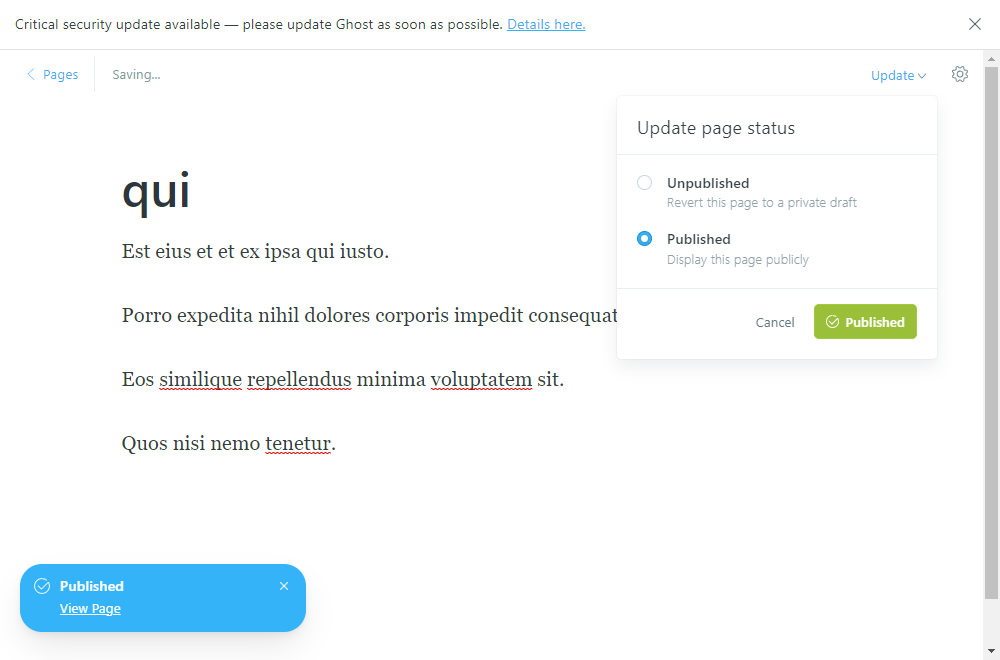 Critical security update available — please update Ghost as soon as possible. Details here.
Pages
Saving...
Update
Update page status
Unpublished
Revert this page to a private draft
Published
Display this page publicly
Cancel
Published
qui
Est eius et et ex ipsa qui iusto.
Porro expedita nihil dolores corporis impedit consequat
Eos similique repellendus minima voluptatem sit.
Quos nisi nemo tenetur.
Published
View Page